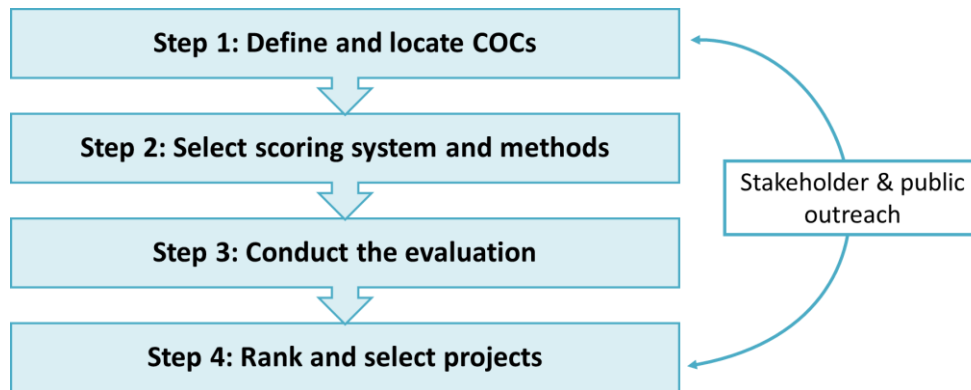 Step 1: Define and locate COCs
Step 2: Select scoring system and methods
Step 3: Conduct the evaluation
Step 4: Rank and select projects
Stakeholder & public
outreach